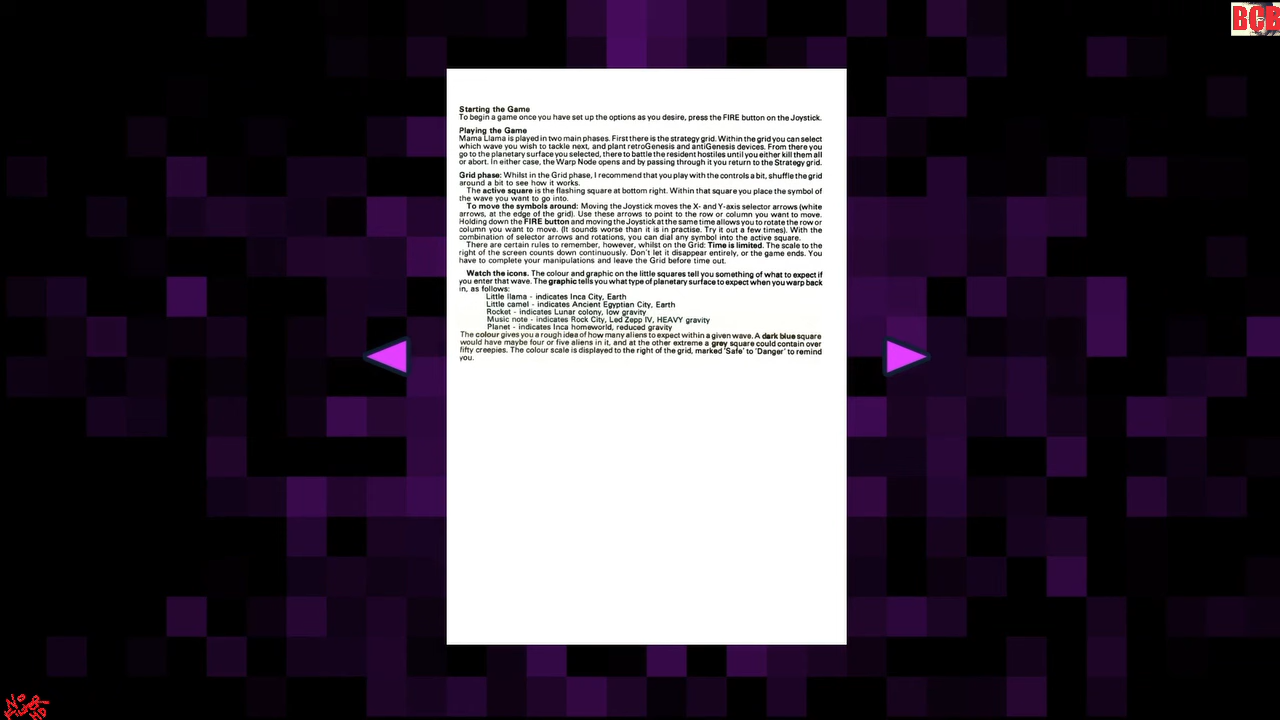 BCB
Starting the Game
To begin a game once you have set up the options as you desire, press the FIRE button on the Joystick.
Playing the Game
Mama Llama is played in two main phases. First there is the strategy grid. Within the grid you can select
which wave you wish to tackle next, and plant retroGenesis and antiGenesis devices. From there you
go to the planetary surface you selected, there to battle the resident hostiles until you either kill them all
or abort. In either case, the Warp Node opens and by passing through it you return to the Strategy grid.
Grid phase: Whilst in the Grid phase, I recommend that you play with the controls a bit, shuffle the grid
around a bit to see how it works.
The active square is the flashing square at bottom right. Within that square you place the symbol of
the wave you want to go into.
To move the symbols around: Moving the Joystick moves the X- and Y-axis selector arrows (white
arrows, at the edge of the grid). Use these arrows to point to the row or column you want to move.
Holding down the FIRE button and moving the Joystick at the same time allows you to rotate the row or
column you want to move. (It sounds worse than it is in practise. Try it out a few times). With the
combination of selector arrows and rotations, you can dial any symbol into the active square.
There are certain rules to remember, however, whilst on the Grid: Time is limited. The scale to the
right of the screen counts down continuously. Don't let it disappear entirely, or the game ends. You
have to complete your manipulations and leave the Grid before time out.
Watch the icons. The colour and graphic on the little squares tell you something of what to expect if
you enter that wave. The graphic tells you what type of planetary surface to expect when you warp back
in, as follows:
Little llama - indicates Inca City, Earth
Little camel - indicates Ancient Egyptian City, Earth
Rocket - indicates Lunar colony, low gravity
Music note - indicates Rock City, Led Zepp IV, HEAVY gravity
Planet - indicates Inca homeworld, reduced gravity
The colour gives you a rough idea of how many aliens to expect within a given wave. A dark blue square
would have maybe four or five aliens in it, and at the other extreme a grey square could contain over
fifty creepies. The colour scale is displayed to the right of the grid, marked 'Safe' to 'Danger' to remind
you.